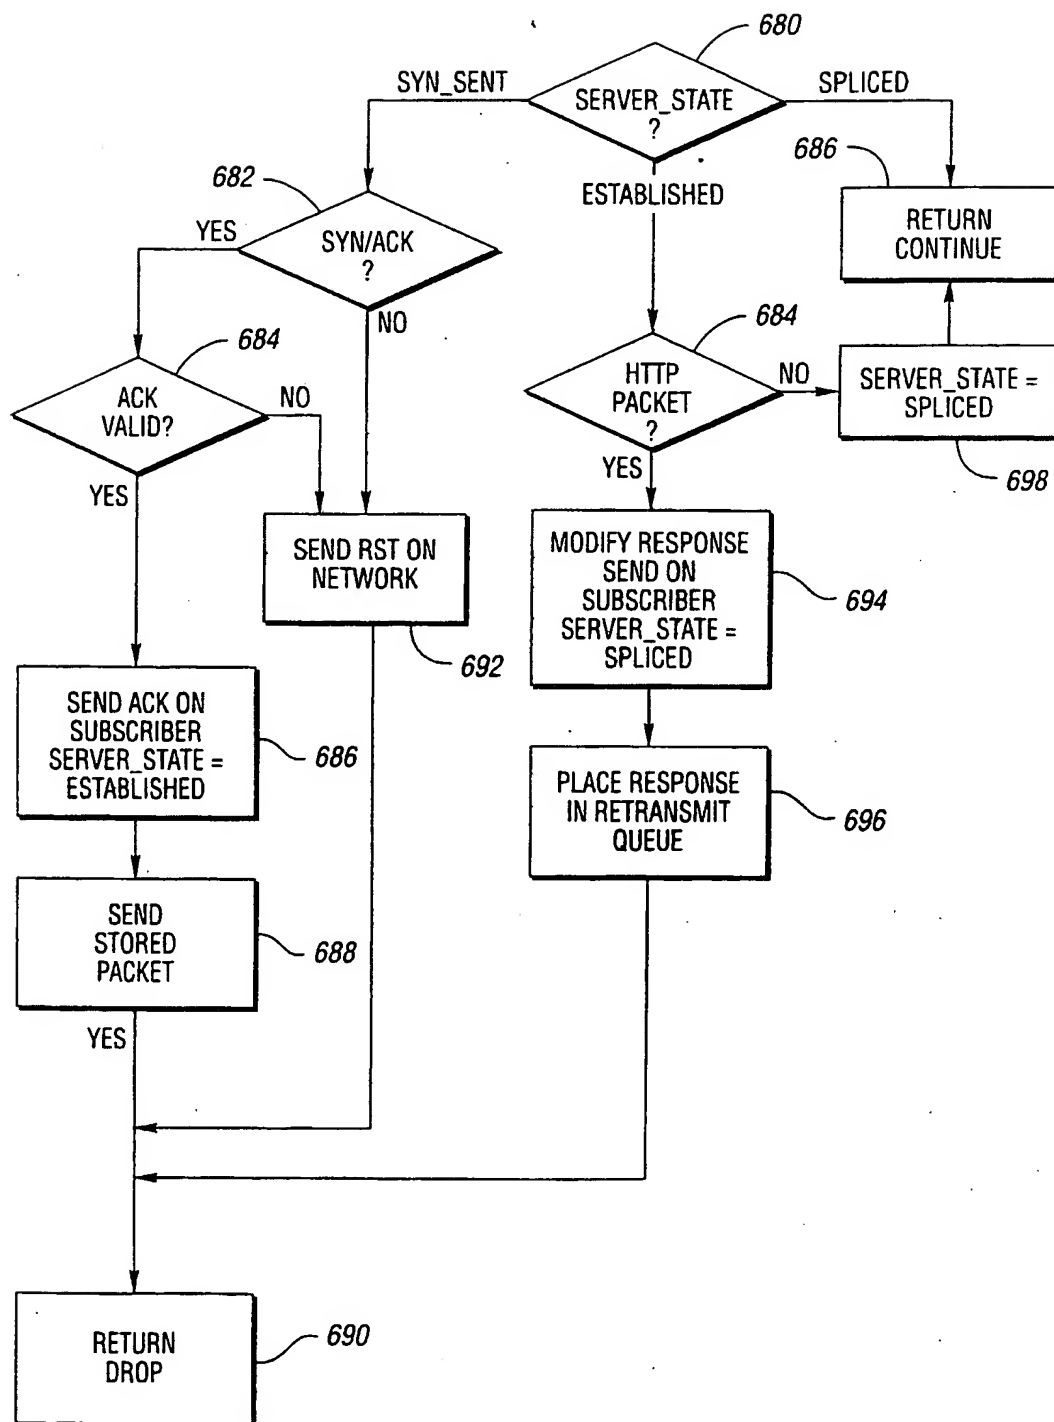 680
SYN_SENT
SERVER_STATE
?
SPLICED
686
682
ESTABLISHED
RETURN
CONTINUE
YES
SYN/ACK
?
NO
684
684
ACK
VALID?
NO
HTTP
PACKET
?
NO
SERVER_STATE =
SPLICED
698
YES
YES
SEND RST ON
NETWORK
692
MODIFY RESPONSE
SEND ON
SUBSCRIBER
SERVER_STATE =
SPLICED
694
SEND ACK ON
SUBSCRIBER
SERVER_STATE =
ESTABLISHED
686
PLACE RESPONSE
IN RETRANSMIT
QUEUE
696
SEND
STORED
PACKET
688
YES
RETURN
DROP
690